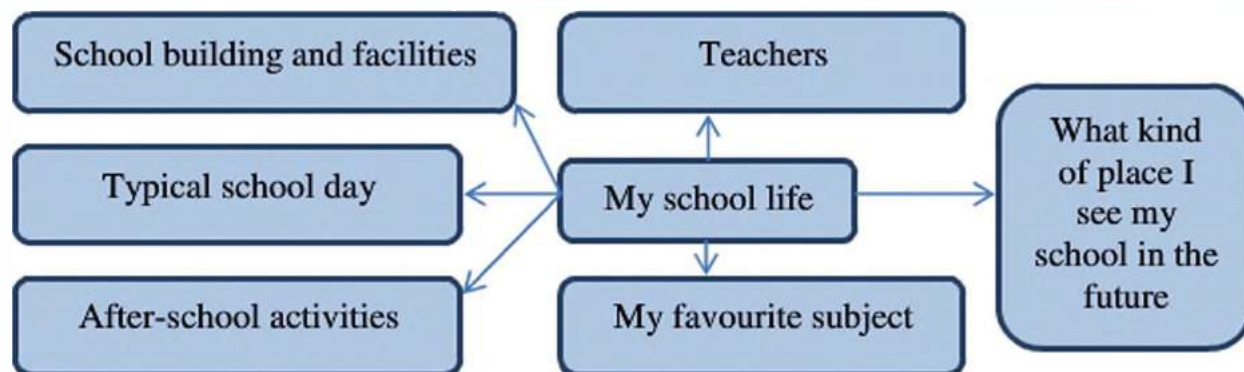 School building and facilities
Teachers
What kind
of place I
see my
school in the
future
Typical school day
My school life
After-school activities
My favourite subject